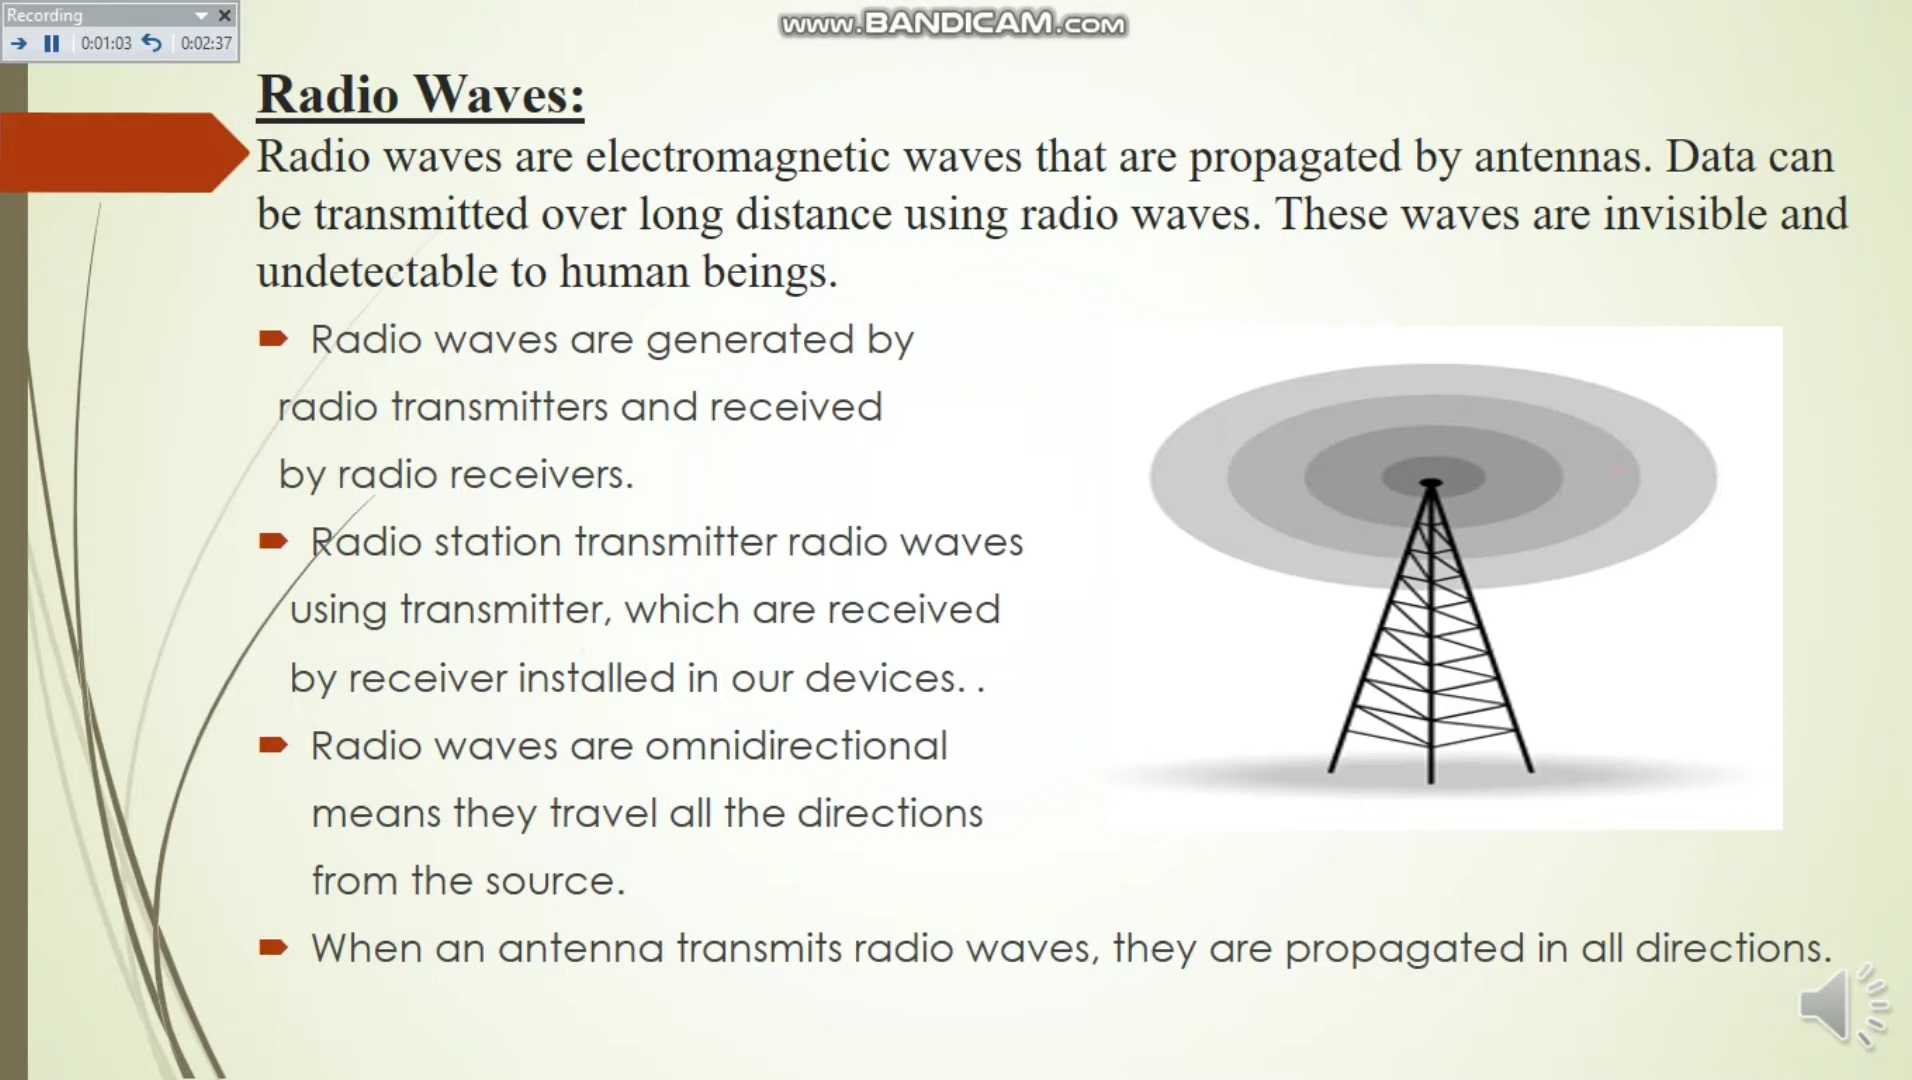 Recording
0:01:03 0:02:37
www.BANDICAM.com
Radio Waves:
Radio waves are electromagnetic waves that are propagated by antennas. Data can
be transmitted over long distance using radio waves. These waves are invisible and
undetectable to human beings.
Radio waves are generated by
radio transmitters and received
by radio receivers.
Radio station transmitter radio waves
using transmitter, which are received
by receiver installed in our devices. .
Radio waves are omnidirectional
means they travel all the directions
from the source.
When an antenna transmits radio waves, they are propagated in all directions.